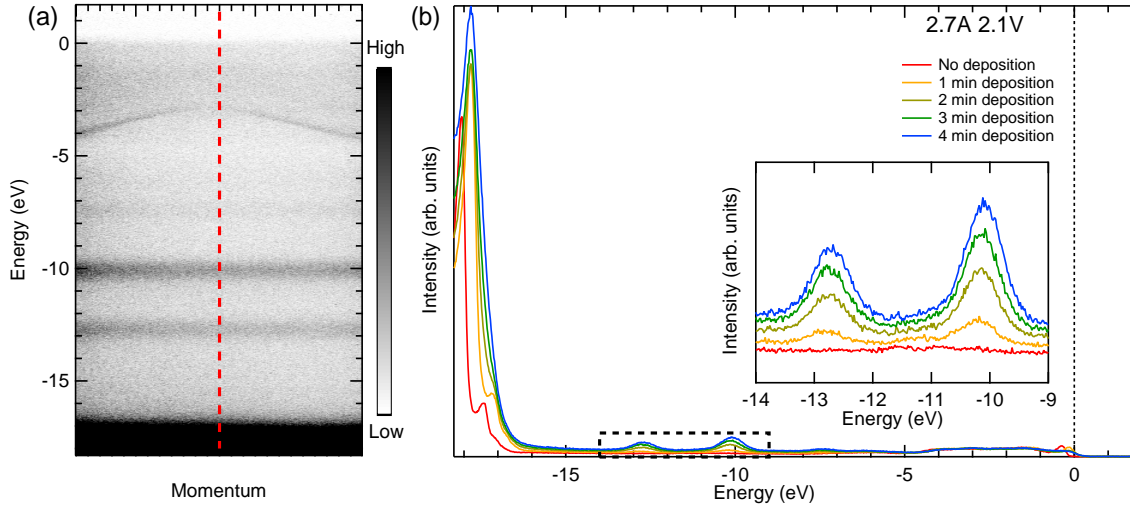 (a)
0
-5
-10
-15
Energy (eV)
Momentum
High
Low
(b)
2.7A 2.1V
No deposition
1 min deposition
2 min deposition
3 min deposition
4 min deposition
Intensity (arb. units)
-15
-10
-5
0
Energy (eV)
Intensity (arb. units)
-14
-13
-12
-11
-10
-9
Energy (eV)